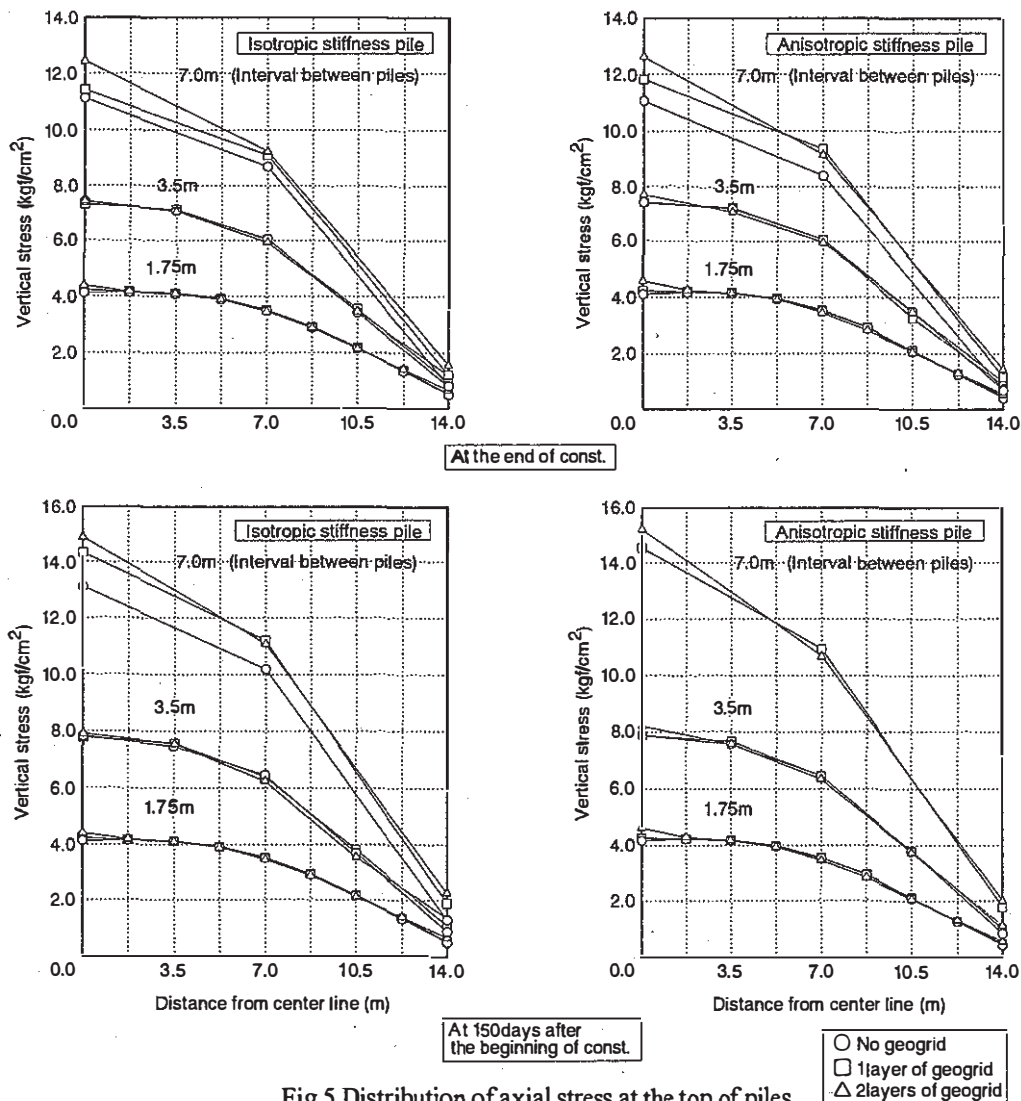 14.0
12.0
10.0
8.0
6.0
4.0
2.0
0.0
Vertical stress (kgf/cm2)
Isotropic stiffness pile
7.0m (Interval between piles)
3.5m
1.75m
3.5 7.0 10.5 14.0
14.0
12.0
10.0
8.0
6.0
4.0
2.0
0.0
Vertical stress (kgf/cm2)
Anisotropic stiffness pile
7.0m (Interval between piles)
3.5m
1.75m
3.5 7.0 10.5 14.0
At the end of const.
16.0
14.0
12.0
10.0
8.0
6.0
4.0
2.0
0.0
Vertical stress (kgf/cm2)
Isotropic stiffness pile
7.0m (Interval between piles)
3.5m
1.75m
3.5 7.0 10.5 14.0
Distance from center line (m)
16.0
14.0
12.0
10.0
8.0
6.0
4.0
2.0
0.0
Vertical stress (kgf/cm2)
Anisotropic stiffness pile
7.0m (Interval between piles)
3.5m
1.75m
3.5 7.0 10.5 14.0
Distance from center line (m)
At 150days after
the beginning of const.
No geogrid
1layer of geogrid
2layers of geogrid
Fig.5 Distribution of axial stress at the top of piles